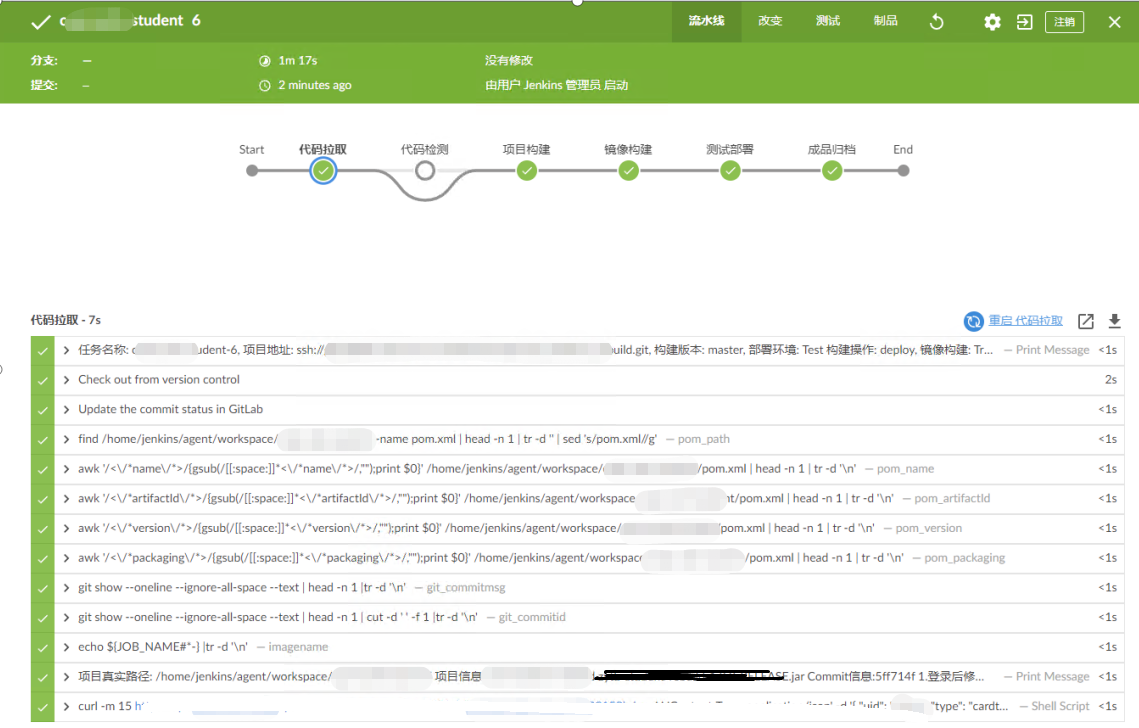 student 6 流水线 改变 测试 制品 注销
分支: – 1m 17s 没有修改
提交: – 2 minutes ago 由用户 Jenkins 管理员 启动
Start 代码拉取 代码检测 项目构建 镜像构建 测试部署 成品归档 End
代码拉取 - 7s 重启 代码拉取
任务名称: udent-6, 项目地址: ssh:// uild.git, 构建版本: master, 部署环境: Test 构建操作: deploy, 镜像构建: Tr... — Print Message <1s
Check out from version control 2s
Update the commit status in GitLab <1s
find /home/jenkins/agent/workspace/ -name pom.xml | head -n 1 | tr -d '' | sed 's/pom.xml//g' — pom_path <1s
awk '/<\/*name\/*>/{gsub(/[[:space:]]*<\/*name\/*>/,"");print $0}' /home/jenkins/agent/workspace/ /pom.xml | head -n 1 | tr -d '\n' — pom_name <1s
awk '/<\/*artifactId\/*>/{gsub(/[[:space:]]*<\/*artifactId\/*>/,"");print $0}' /home/jenkins/agent/workspace nt/pom.xml | head -n 1 | tr -d '\n' — pom_artifactId <1s
awk '/<\/*version\/*>/{gsub(/[[:space:]]*<\/*version\/*>/,"");print $0}' /home/jenkins/agent/workspace/ /pom.xml | head -n 1 | tr -d '\n' — pom_version <1s
awk '/<\/*packaging\/*>/{gsub(/[[:space:]]*<\/*packaging\/*>/,"");print $0}' /home/jenkins/agent/workspace /pom.xml | head -n 1 | tr -d '\n' — pom_packaging <1s
git show --oneline --ignore-all-space --text | head -n 1 |tr -d '\n' — git_commitmsg <1s
git show --oneline --ignore-all-space --text | head -n 1 | cut -d ' ' -f 1 |tr -d '\n' — git_commitid <1s
echo ${JOB_NAME#*-} |tr -d '\n' — imagename <1s
项目真实路径: /home/jenkins/agent/workspace/ 项目信息 EASE.jar Commit信息:5ff714f 1.登录后修... — Print Message <1s
curl -m 15 "type": "cardt... — Shell Script <1s